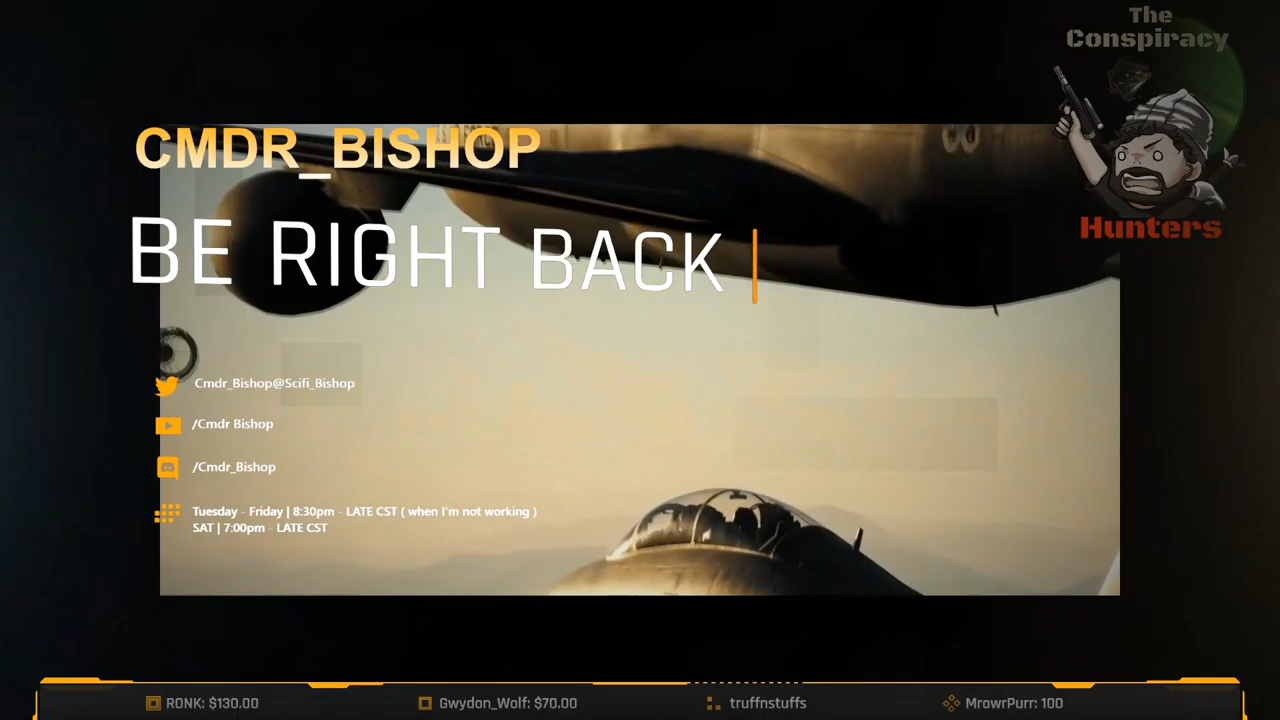 The
Conspiracy
Hunters
CMDR_BISHOP
BE RIGHT BACK
Cmdr_Bishop@Scifi_Bishop
/Cmdr Bishop
/Cmdr_Bishop
Tuesday - Friday | 8:30pm - LATE CST ( when I'm not working )
SAT | 7:00pm - LATE CST
RONK: $130.00
Gwydon_Wolf: $70.00
truffnstuffs
MrowrPurr: 100